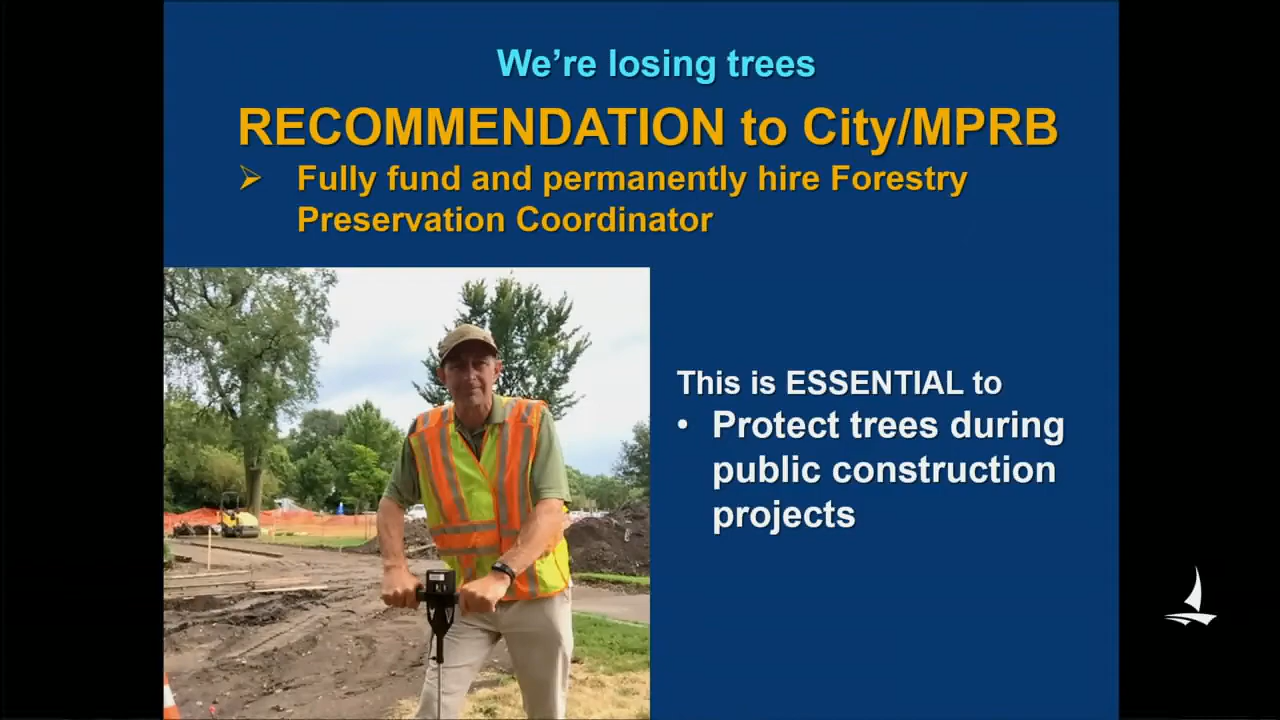 We're losing trees
RECOMMENDATION to City/MPRB
➢ Fully fund and permanently hire Forestry
Preservation Coordinator
This is ESSENTIAL to
• Protect trees during
public construction
projects